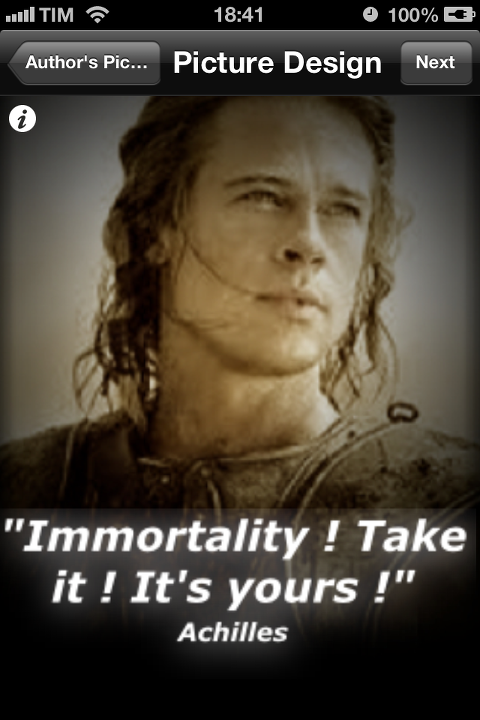 TIM 18:41 100%
Author's Pic... Picture Design Next
i
"Immortality ! Take
it ! It's yours !"
Achilles